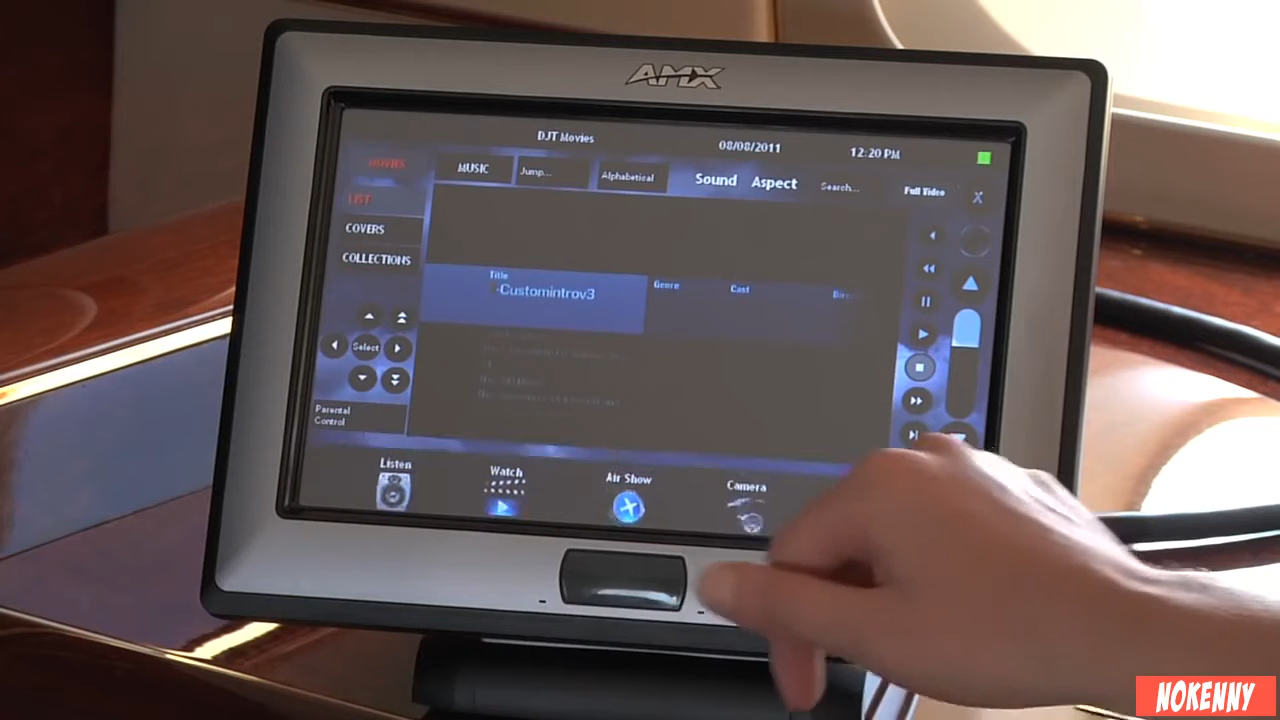 AMX
DJT Movies 08/08/2011 12:20 PM
MOVIES MUSIC Jump... Alphabetical Sound Aspect Search... Full Video X
LIST
COVERS
COLLECTIONS
Title Genre Cast
-Customintrov3
Select
Parental
Control
Listen Watch Air Show Camera
NOKENNY